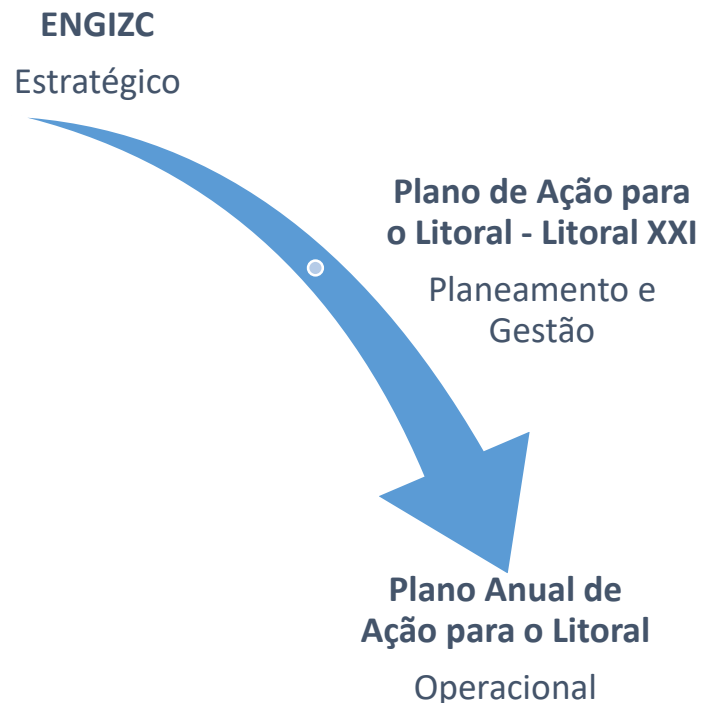 ENGIZC
Estratégico
Plano de Ação para
o Litoral - Litoral XXI
Planeamento e
Gestão
Plano Anual de
Ação para o Litoral
Operacional